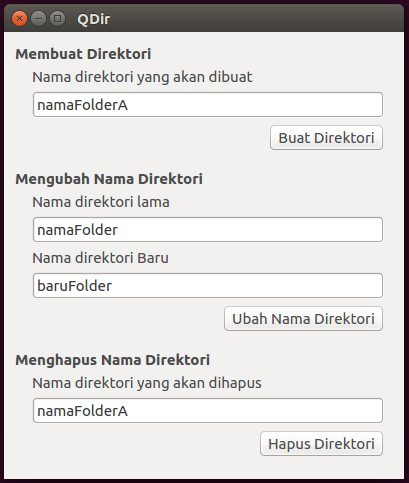 QDir
Membuat Direktori
Nama direktori yang akan dibuat
namaFolderA
Buat Direktori
Mengubah Nama Direktori
Nama direktori lama
namaFolder
Nama direktori Baru
baruFolder
Ubah Nama Direktori
Menghapus Nama Direktori
Nama direktori yang akan dihapus
namaFolderA
Hapus Direktori